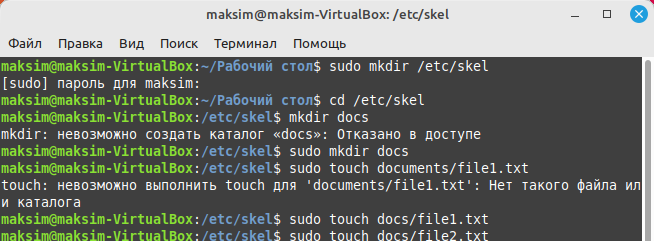 maksim@maksim-VirtualBox: /etc/skel
Файл Правка Вид Поиск Терминал Помощь
maksim@maksim-VirtualBox:~/Рабочий стол$ sudo mkdir /etc/skel
[sudo] пароль для maksim:
maksim@maksim-VirtualBox:~/Рабочий стол$ cd /etc/skel
maksim@maksim-VirtualBox:/etc/skel$ mkdir docs
mkdir: невозможно создать каталог «docs»: Отказано в доступе
maksim@maksim-VirtualBox:/etc/skel$ sudo mkdir docs
maksim@maksim-VirtualBox:/etc/skel$ sudo touch documents/file1.txt
touch: невозможно выполнить touch для 'documents/file1.txt': Нет такого файла ил
и каталога
maksim@maksim-VirtualBox:/etc/skel$ sudo touch docs/file1.txt
maksim@maksim-VirtualBox:/etc/skel$ sudo touch docs/file2.txt